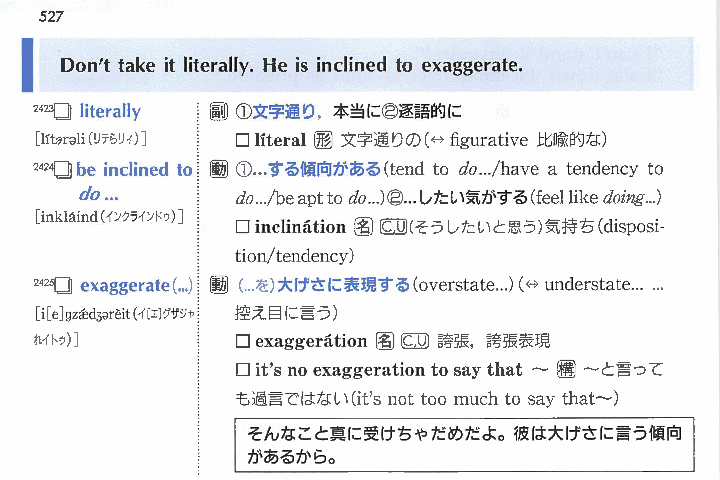 527
Don't take it literally. He is inclined to exaggerate.
2423□ literally
[lítərəli (リテらリィ)]
副 ①文字通り，本当に②逐語的に
□ líteral 形 文字通りの(↔ figurative 比喩的な)
2424□ be inclined to
do ...
[inkláind (インクラインドゥ)]
動 ①...する傾向がある(tend to do.../have a tendency to
do.../be apt to do...)②...したい気がする(feel like doing...)
□ inclinátion 名 C,U(そうしたいと思う)気持ち(disposi-
tion/tendency)
2425□ exaggerate(...)
[i[e]gzǽdʒərèit (イ[エ]グザヂャ
れイトゥ)]
動 (...を)大げさに表現する(overstate...) (↔ understate... ...
控え目に言う)
□ exaggerátion 名 C,U 誇張，誇張表現
□ it's no exaggeration to say that ～ 構 ～と言って
も過言ではない(it's not too much to say that～)
そんなこと真に受けちゃだめだよ。彼は大げさに言う傾向
があるから。